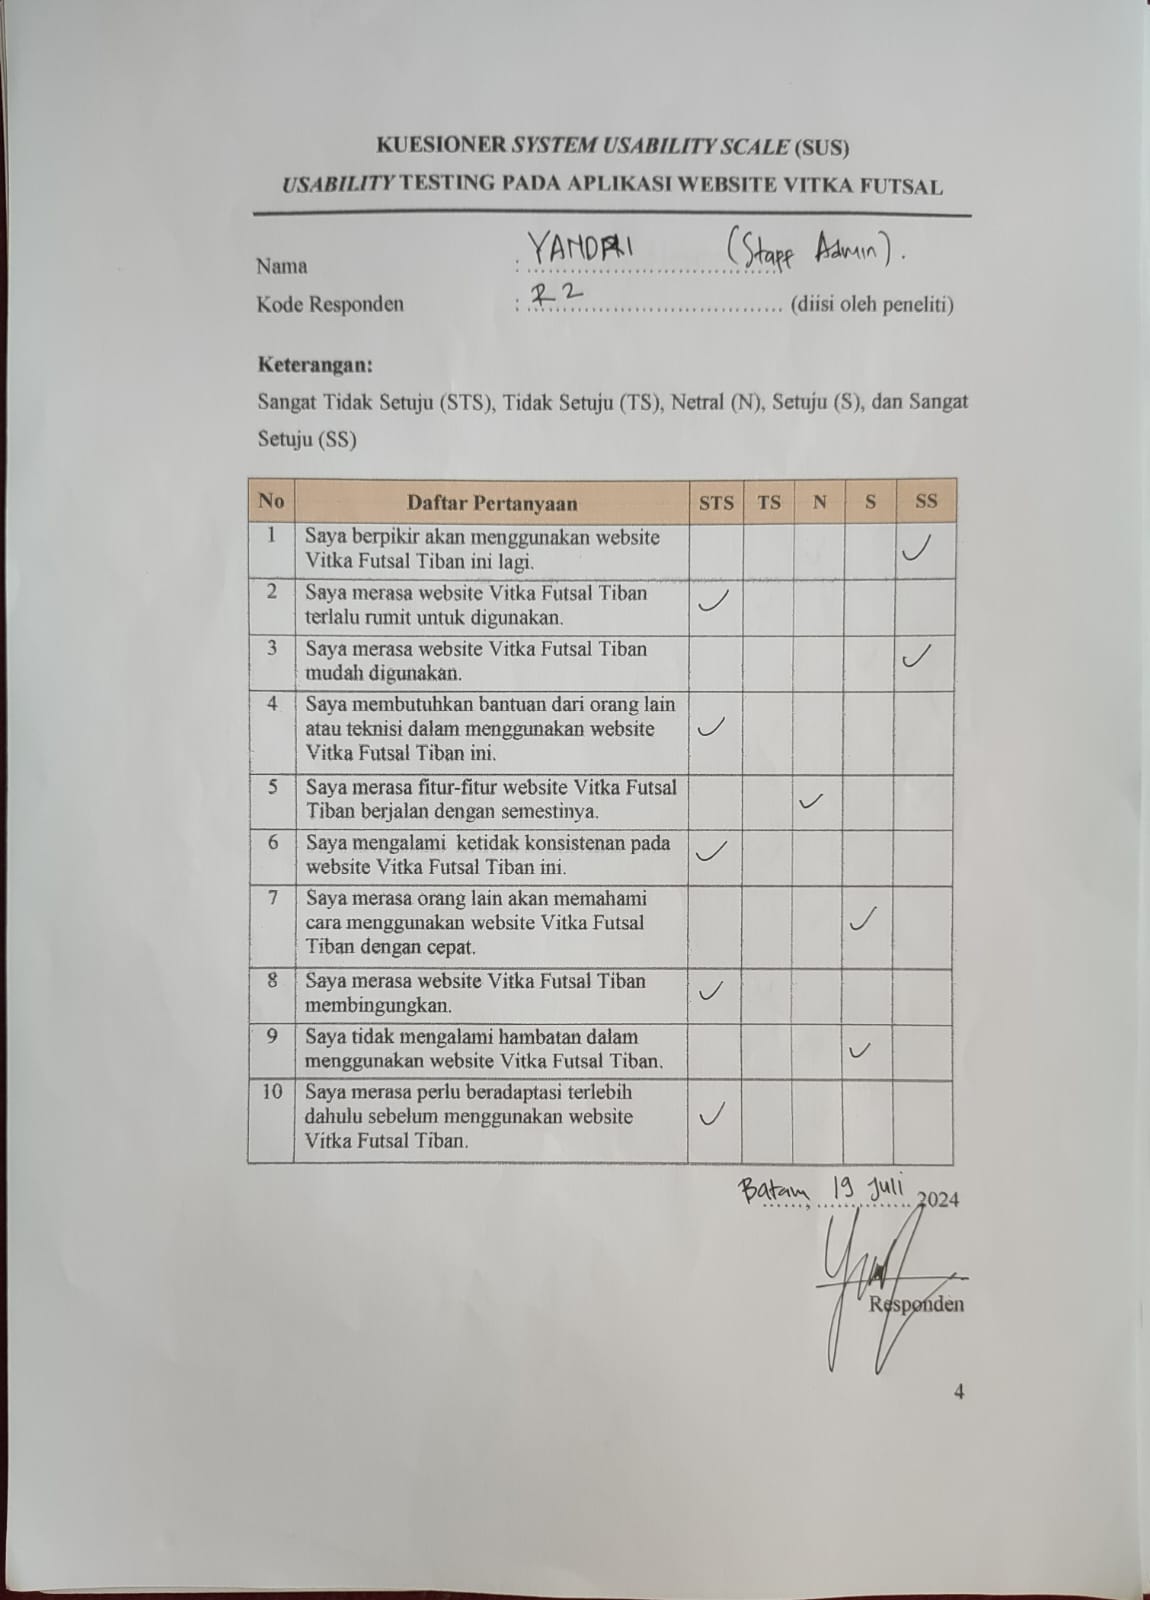 KUESIONER SYSTEM USABILITY SCALE (SUS)
USABILITY TESTING PADA APLIKASI WEBSITE VITKA FUTSAL
Nama : YANDRI (Staff Admin).
Kode Responden : R2 (diisi oleh peneliti)
Keterangan:
Sangat Tidak Setuju (STS), Tidak Setuju (TS), Netral (N), Setuju (S), dan Sangat
Setuju (SS)
No Daftar Pertanyaan STS TS N S SS
1 Saya berpikir akan menggunakan website
Vitka Futsal Tiban ini lagi. ✓
2 Saya merasa website Vitka Futsal Tiban
terlalu rumit untuk digunakan. ✓
3 Saya merasa website Vitka Futsal Tiban
mudah digunakan. ✓
4 Saya membutuhkan bantuan dari orang lain
atau teknisi dalam menggunakan website ✓
Vitka Futsal Tiban ini.
5 Saya merasa fitur-fitur website Vitka Futsal
Tiban berjalan dengan semestinya. ✓
6 Saya mengalami ketidak konsistenan pada
website Vitka Futsal Tiban ini. ✓
7 Saya merasa orang lain akan memahami
cara menggunakan website Vitka Futsal ✓
Tiban dengan cepat.
8 Saya merasa website Vitka Futsal Tiban
membingungkan. ✓
9 Saya tidak mengalami hambatan dalam
menggunakan website Vitka Futsal Tiban. ✓
10 Saya merasa perlu beradaptasi terlebih
dahulu sebelum menggunakan website ✓
Vitka Futsal Tiban.
Batam, 19 Juli 2024
Responden
4